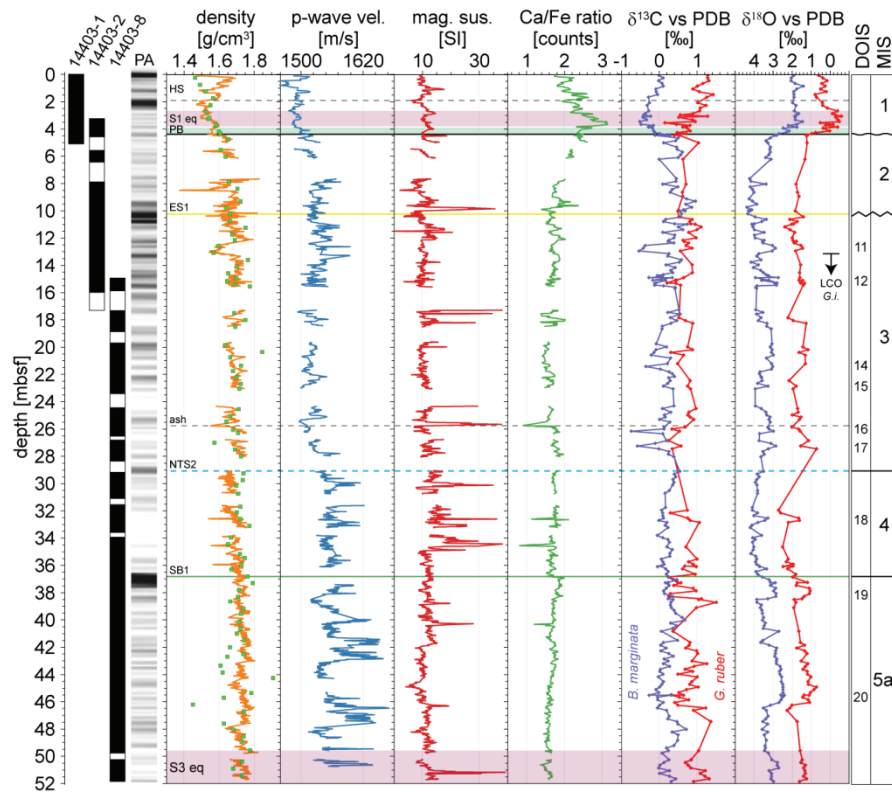 14403-1
14403-2
14403-8
PA
density
[g/cm³]
1.4 1.6 1.8
p-wave vel.
[m/s]
1500 1620
mag. sus.
[SI]
10 30
Ca/Fe ratio
[counts]
1 2 3
δ¹³C vs PDB
[‰]
-1 0 1
δ¹⁸O vs PDB
[‰]
4 3 2 1 0
DOIS
MIS
depth [mbsf]
0
2
4
6
8
10
12
14
16
18
20
22
24
26
28
30
32
34
36
38
40
42
44
46
48
50
52
HS
S1 eq
PB
ES1
ash
NTS2
SB1
S3 eq
B. marginata
G. ruber
LCO
G.i.
11
12
14
15
16
17
18
19
20
1
2
3
4
5a